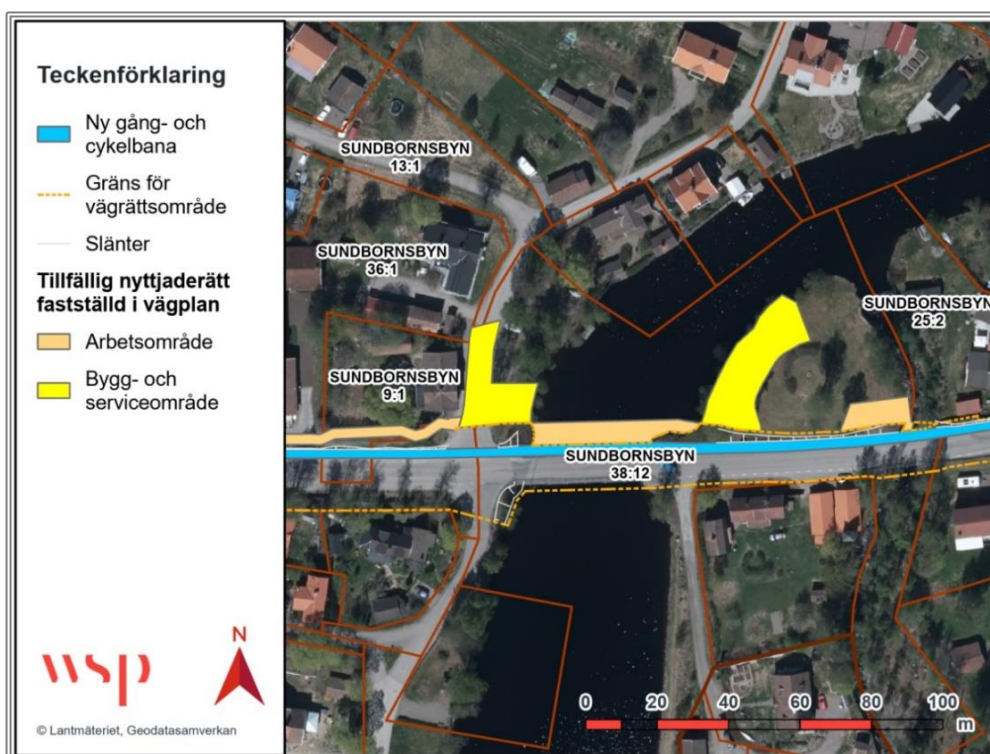 Teckenförklaring
Ny gång- och
cykelbana
Gräns för
vägrättsområde
Slänter
Tillfällig nyttjaderätt
fastställd i vägplan
Arbetsområde
Bygg- och
serviceområde
wsp
N
© Lantmäteriet, Geodatasamverkan
SUNDBORNSBYN
13:1
SUNDBORNSBYN
36:1
SUNDBORNSBYN
25:2
SUNDBORNSBYN
9:1
SUNDBORNSBYN
38:12
0 20 40 60 80 100
m